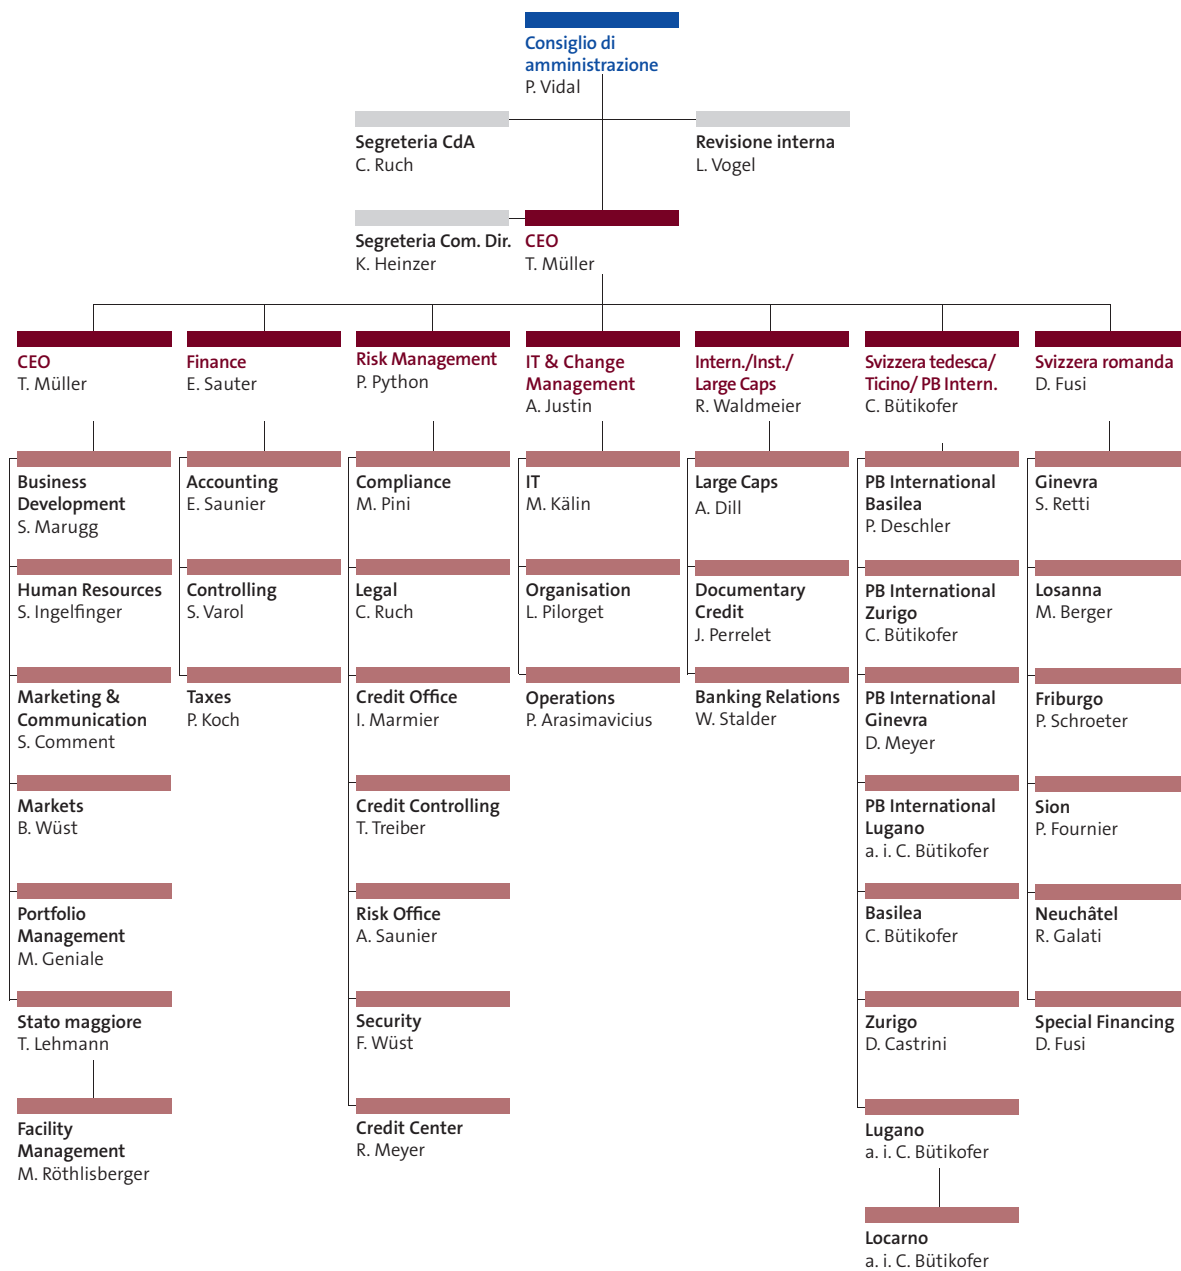 Consiglio di
amministrazione
P. Vidal
Segreteria CdA
C. Ruch
Revisione interna
L. Vogel
Segreteria Com. Dir.
K. Heinzer
CEO
T. Müller
CEO
T. Müller
Finance
E. Sauter
Risk Management
P. Python
IT & Change
Management
A. Justin
Intern./Inst./
Large Caps
R. Waldmeier
Svizzera tedesca/
Ticino/ PB Intern.
C. Bütikofer
Svizzera romanda
D. Fusi
Business
Development
S. Marugg
Human Resources
S. Ingelfinger
Marketing &
Communication
S. Comment
Markets
B. Wüst
Portfolio
Management
M. Geniale
Stato maggiore
T. Lehmann
Facility
Management
M. Röthlisberger
Accounting
E. Saunier
Controlling
S. Varol
Taxes
P. Koch
Compliance
M. Pini
Legal
C. Ruch
Credit Office
I. Marmier
Credit Controlling
T. Treiber
Risk Office
A. Saunier
Security
F. Wüst
Credit Center
R. Meyer
IT
M. Kälin
Organisation
L. Pilorget
Operations
P. Arasimavicius
Large Caps
A. Dill
Documentary
Credit
J. Perrelet
Banking Relations
W. Stalder
PB International
Basilea
P. Deschler
PB International
Zurigo
C. Bütikofer
PB International
Ginevra
D. Meyer
PB International
Lugano
a. i. C. Bütikofer
Basilea
C. Bütikofer
Zurigo
D. Castrini
Lugano
a. i. C. Bütikofer
Locarno
a. i. C. Bütikofer
Ginevra
S. Retti
Losanna
M. Berger
Friburgo
P. Schroeter
Sion
P. Fournier
Neuchâtel
R. Galati
Special Financing
D. Fusi